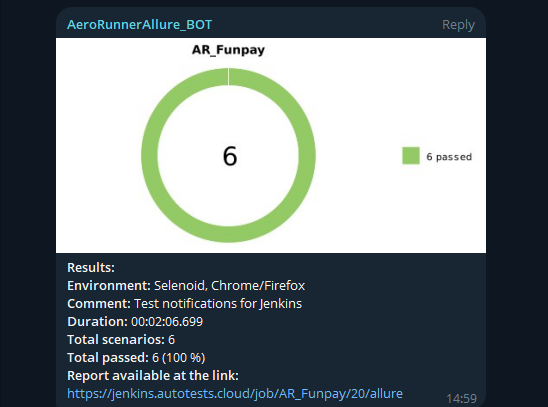 AeroRunnerAllure_BOT Reply
AR_Funpay
6
6 passed
Results:
Environment: Selenoid, Chrome/Firefox
Comment: Test notifications for Jenkins
Duration: 00:02:06.699
Total scenarios: 6
Total passed: 6 (100 %)
Report available at the link:
https://jenkins.autotests.cloud/job/AR_Funpay/20/allure
14:59